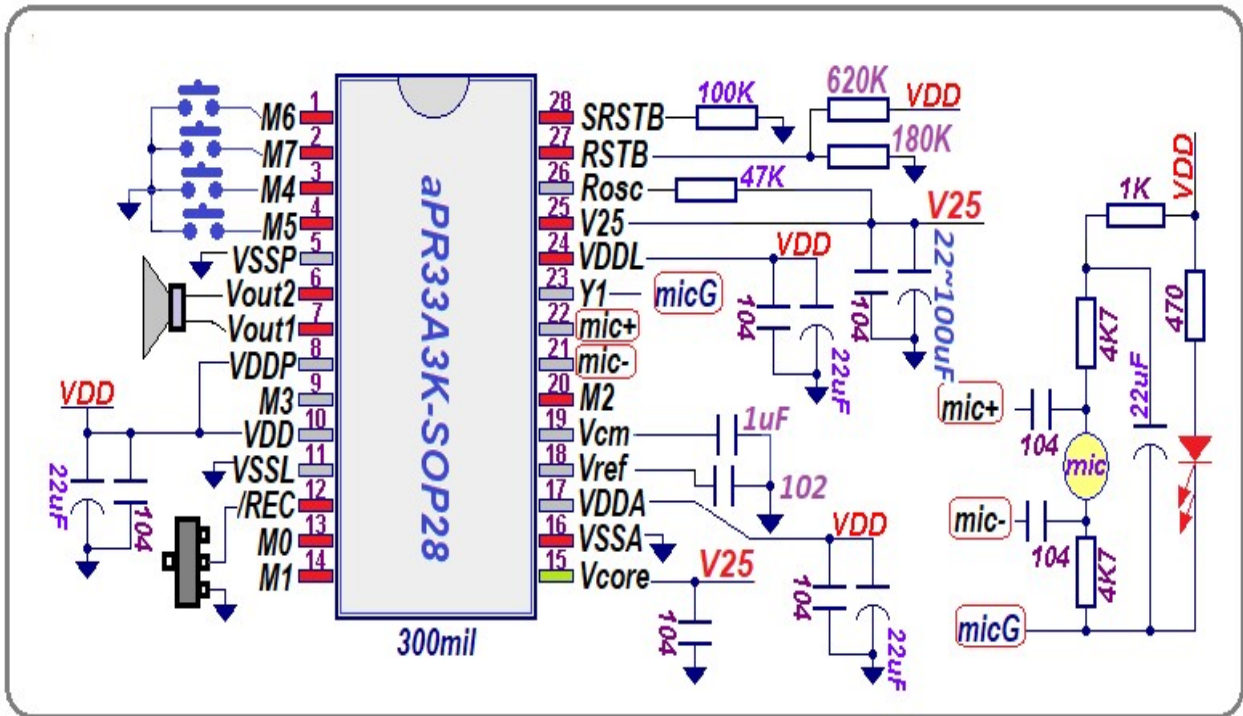 1 M6
2 M7
3 M4
4 M5
5 VSSP
6 Vout2
7 Vout1
8 VDDP
9 M3
10 VDD
11 VSSL
12 /REC
13 M0
14 M1
VDD
22uF
104
aPR33A3K-SOP28
300mil
28 SRSTB
100K
27 RSTB
620K
VDD
180K
26 Rosc
47K
25 V25
V25
24 VDDL
VDD
104
22uF
104
22~100uF
23 Y1
micG
22 mic+
21 mic-
20 M2
19 Vcm
1uF
18 Vref
102
17 VDDA
VDD
104
22uF
16 VSSA
15 Vcore
V25
104
VDD
1K
470
4K7
22uF
mic+
104
mic
mic-
104
4K7
micG